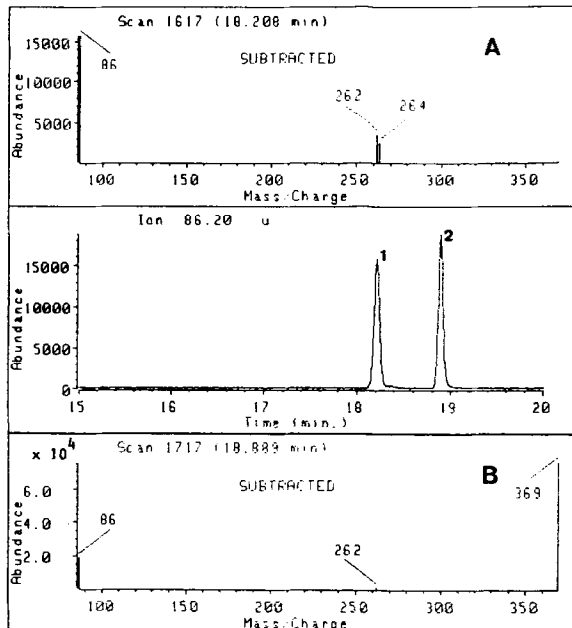 Scan 1617 (18.208 min)
A
SUBTRACTED
86
262
264
15000
10000
5000
Abundance
100 150 200 250 300 350
Mass/Charge
Ion 86.20 u
1
2
15000
10000
5000
0
Abundance
15 16 17 18 19 20
Time (min.)
x 10⁴
Scan 1717 (18.889 min)
B
SUBTRACTED
86
262
369
6.0
4.0
2.0
Abundance
100 150 200 250 300 350
Mass/Charge